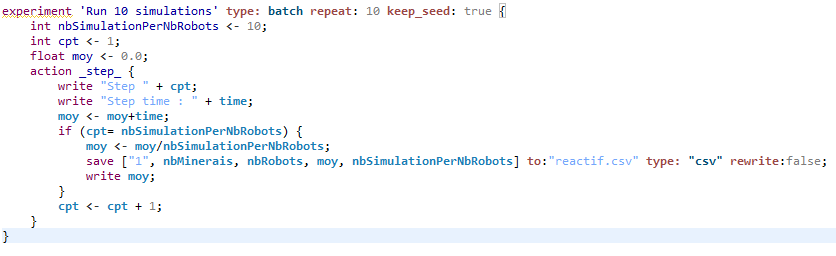 experiment 'Run 10 simulations' type: batch repeat: 10 keep_seed: true {
    int nbSimulationPerNbRobots <- 10;
    int cpt <- 1;
    float moy <- 0.0;
    action _step_ {
        write "Step " + cpt;
        write "Step time : " + time;
        moy <- moy+time;
        if (cpt= nbSimulationPerNbRobots) {
            moy <- moy/nbSimulationPerNbRobots;
            save ["1", nbMinerais, nbRobots, moy, nbSimulationPerNbRobots] to:"reactif.csv" type: "csv" rewrite:false;
            write moy;
        }
        cpt <- cpt + 1;
    }
}